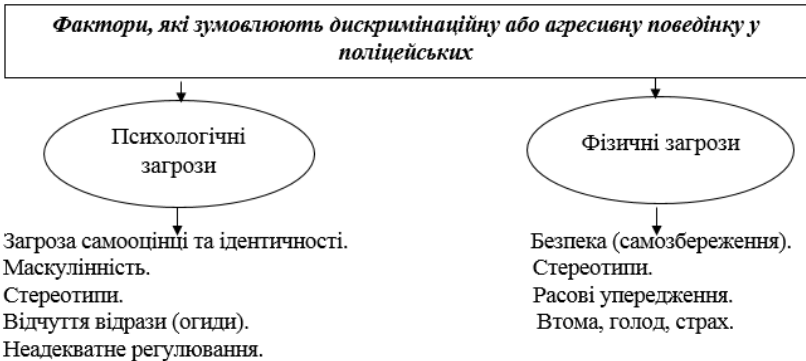 Фактори, які зумовлюють дискримінаційну або агресивну поведінку у
поліцейських
Психологічні
загрози
Загроза самооцінці та ідентичності.
Маскулінність.
Стереотипи.
Відчуття відрази (огиди).
Неадекватне регулювання.
Фізичні загрози
Безпека (самозбереження).
Стереотипи.
Расові упередження.
Втома, голод, страх.